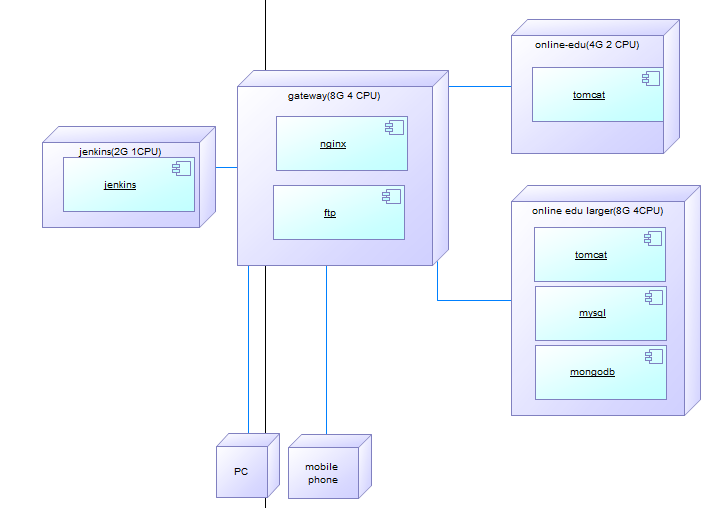 online-edu(4G 2 CPU)
tomcat
gateway(8G 4 CPU)
nginx
ftp
jenkins(2G 1CPU)
jenkins
online edu larger(8G 4CPU)
tomcat
mysql
mongodb
PC
mobile
phone